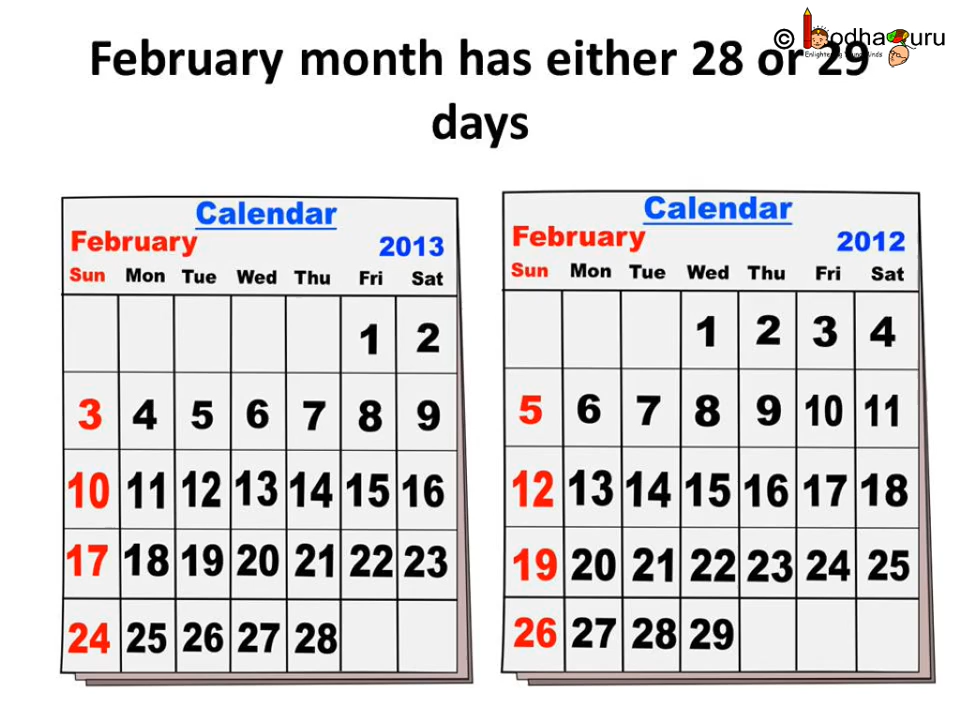 February month has either 28 or 29
days
© BodhaGuru
Enlightening Young Minds
Calendar
February 2013
Sun Mon Tue Wed Thu Fri Sat
1 2
3 4 5 6 7 8 9
10 11 12 13 14 15 16
17 18 19 20 21 22 23
24 25 26 27 28
Calendar
February 2012
Sun Mon Tue Wed Thu Fri Sat
1 2 3 4
5 6 7 8 9 10 11
12 13 14 15 16 17 18
19 20 21 22 23 24 25
26 27 28 29